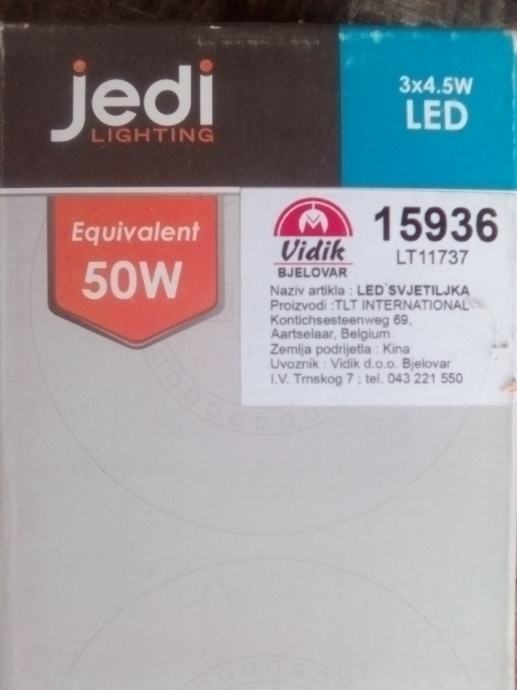 jedi
LIGHTING
3x4.5W
LED
Equivalent
50W
Vidik
BJELOVAR
15936
LT11737
Naziv artikla : LED SVJETILJKA
Proizvodi :TLT INTERNATIONAL
Kontichsesteenweg 69,
Aartselaar, Belgium
Zemlja podrijetla : Kina
Uvoznik : Vidik d.o.o. Bjelovar
I.V. Trnskog 7 ; tel. 043 221 550